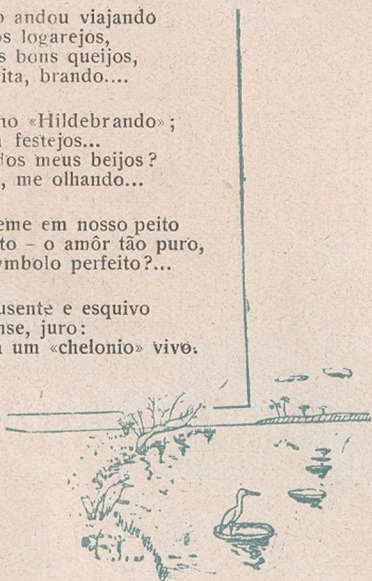 andou viajando
os logarejos,
s bons queijos,
ita, brando....
no «Hildebrando»;
festejos...
dos meus beijos?
, me olhando...
eme em nosso peito
to - o amôr tão puro,
ymbolo perfeito?...
usente e esquivo
nse, juro:
um «chelonio» vivo.